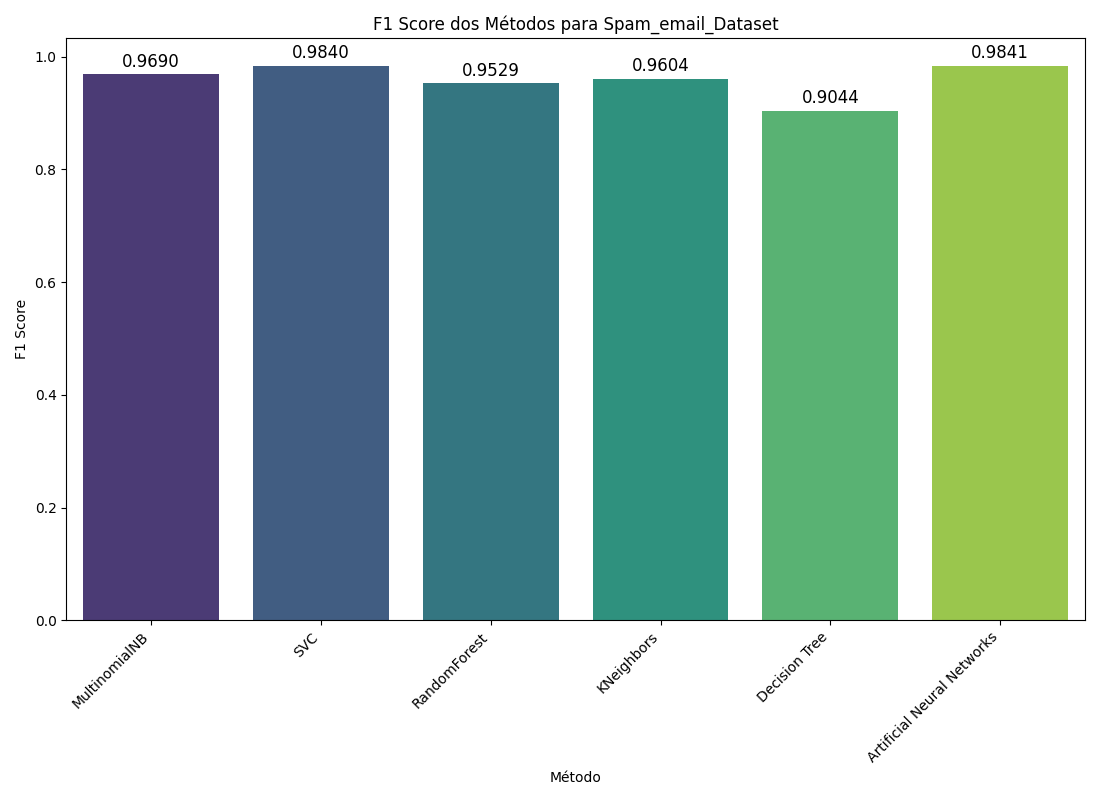 F1 Score dos Métodos para Spam_email_Dataset
0.9690
0.9840
0.9529
0.9604
0.9044
0.9841
1.0
0.8
0.6
0.4
0.2
0.0
F1 Score
MultinomialNB
SVC
RandomForest
KNeighbors
Decision Tree
Artificial Neural Networks
Método